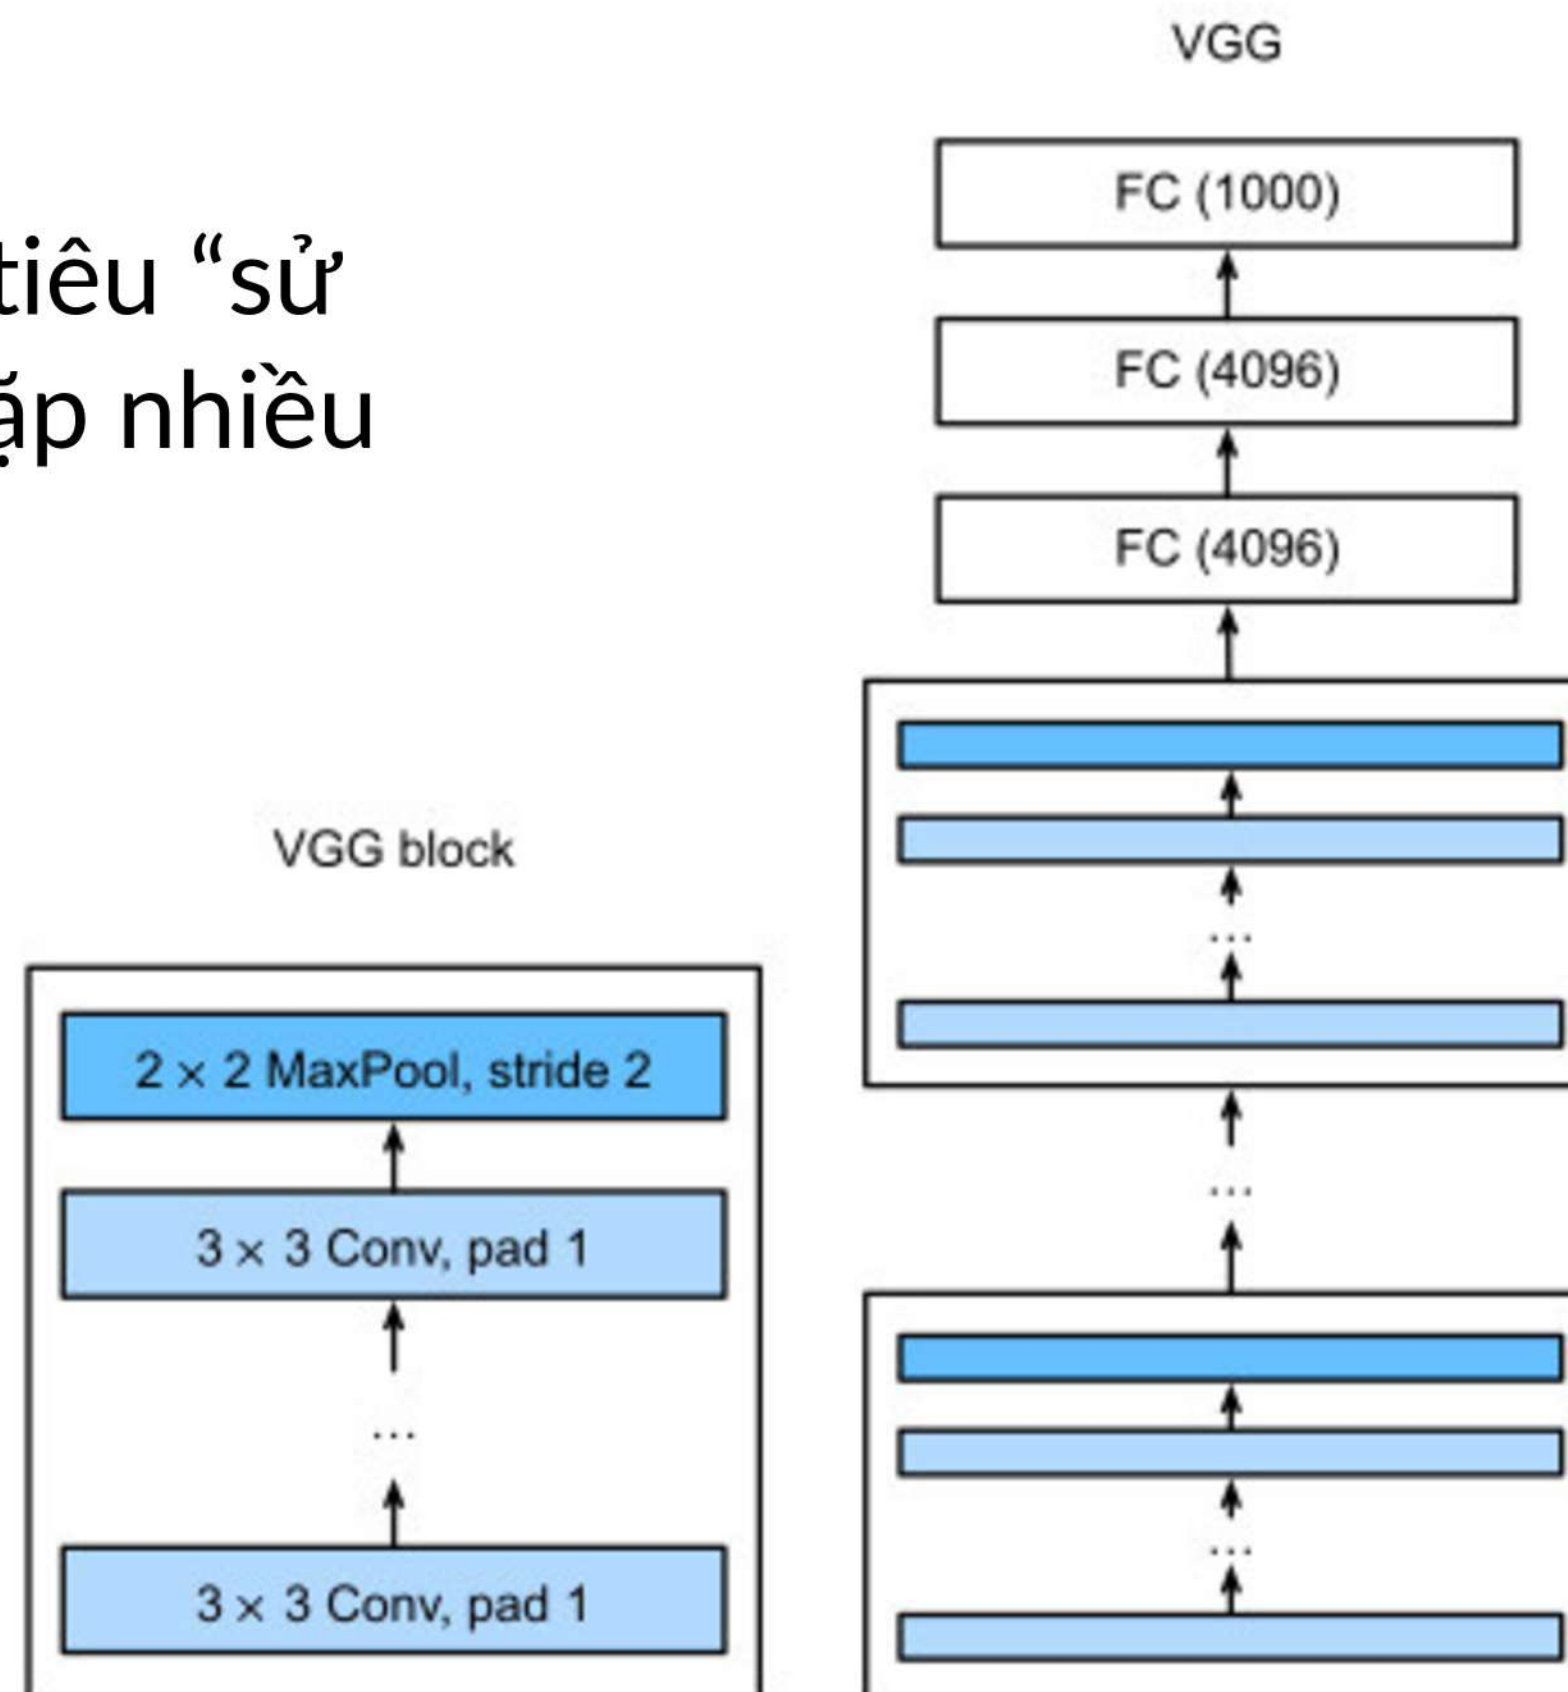 tiêu “sử
nhiều
VGG
FC (1000)
FC (4096)
FC (4096)
...
...
...
VGG block
2 × 2 MaxPool, stride 2
3 × 3 Conv, pad 1
...
3 × 3 Conv, pad 1